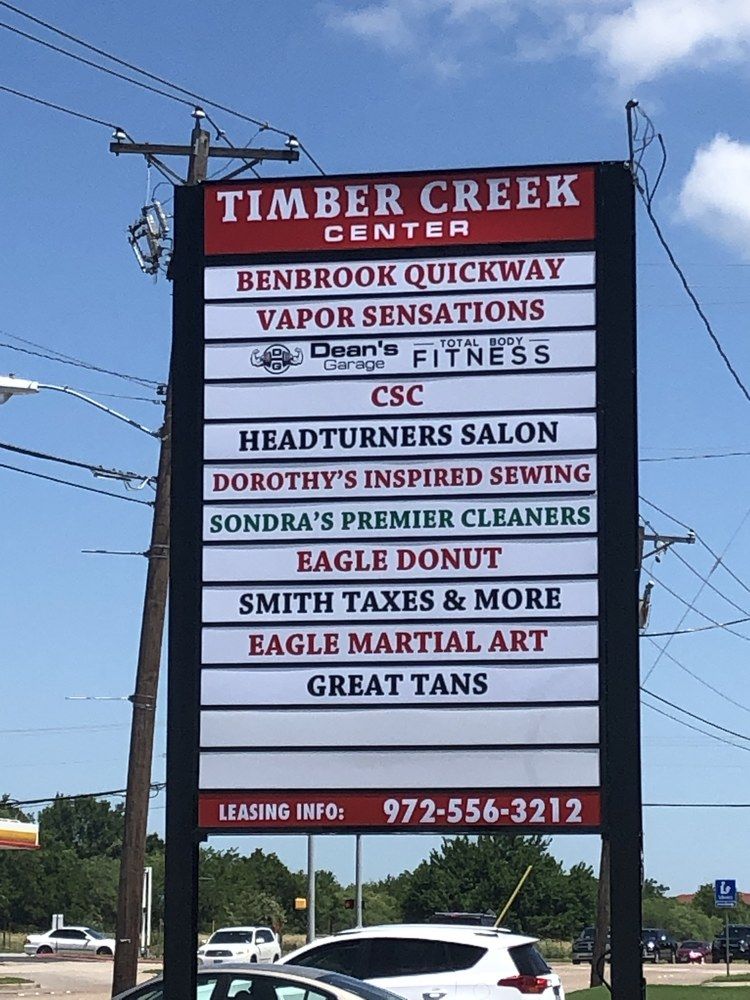 TIMBER CREEK
CENTER
BENBROOK QUICKWAY
VAPOR SENSATIONS
DG Dean's Garage TOTAL BODY FITNESS
CSC
HEADTURNERS SALON
DOROTHY'S INSPIRED SEWING
SONDRA'S PREMIER CLEANERS
EAGLE DONUT
SMITH TAXES & MORE
EAGLE MARTIAL ART
GREAT TANS
LEASING INFO: 972-556-3212